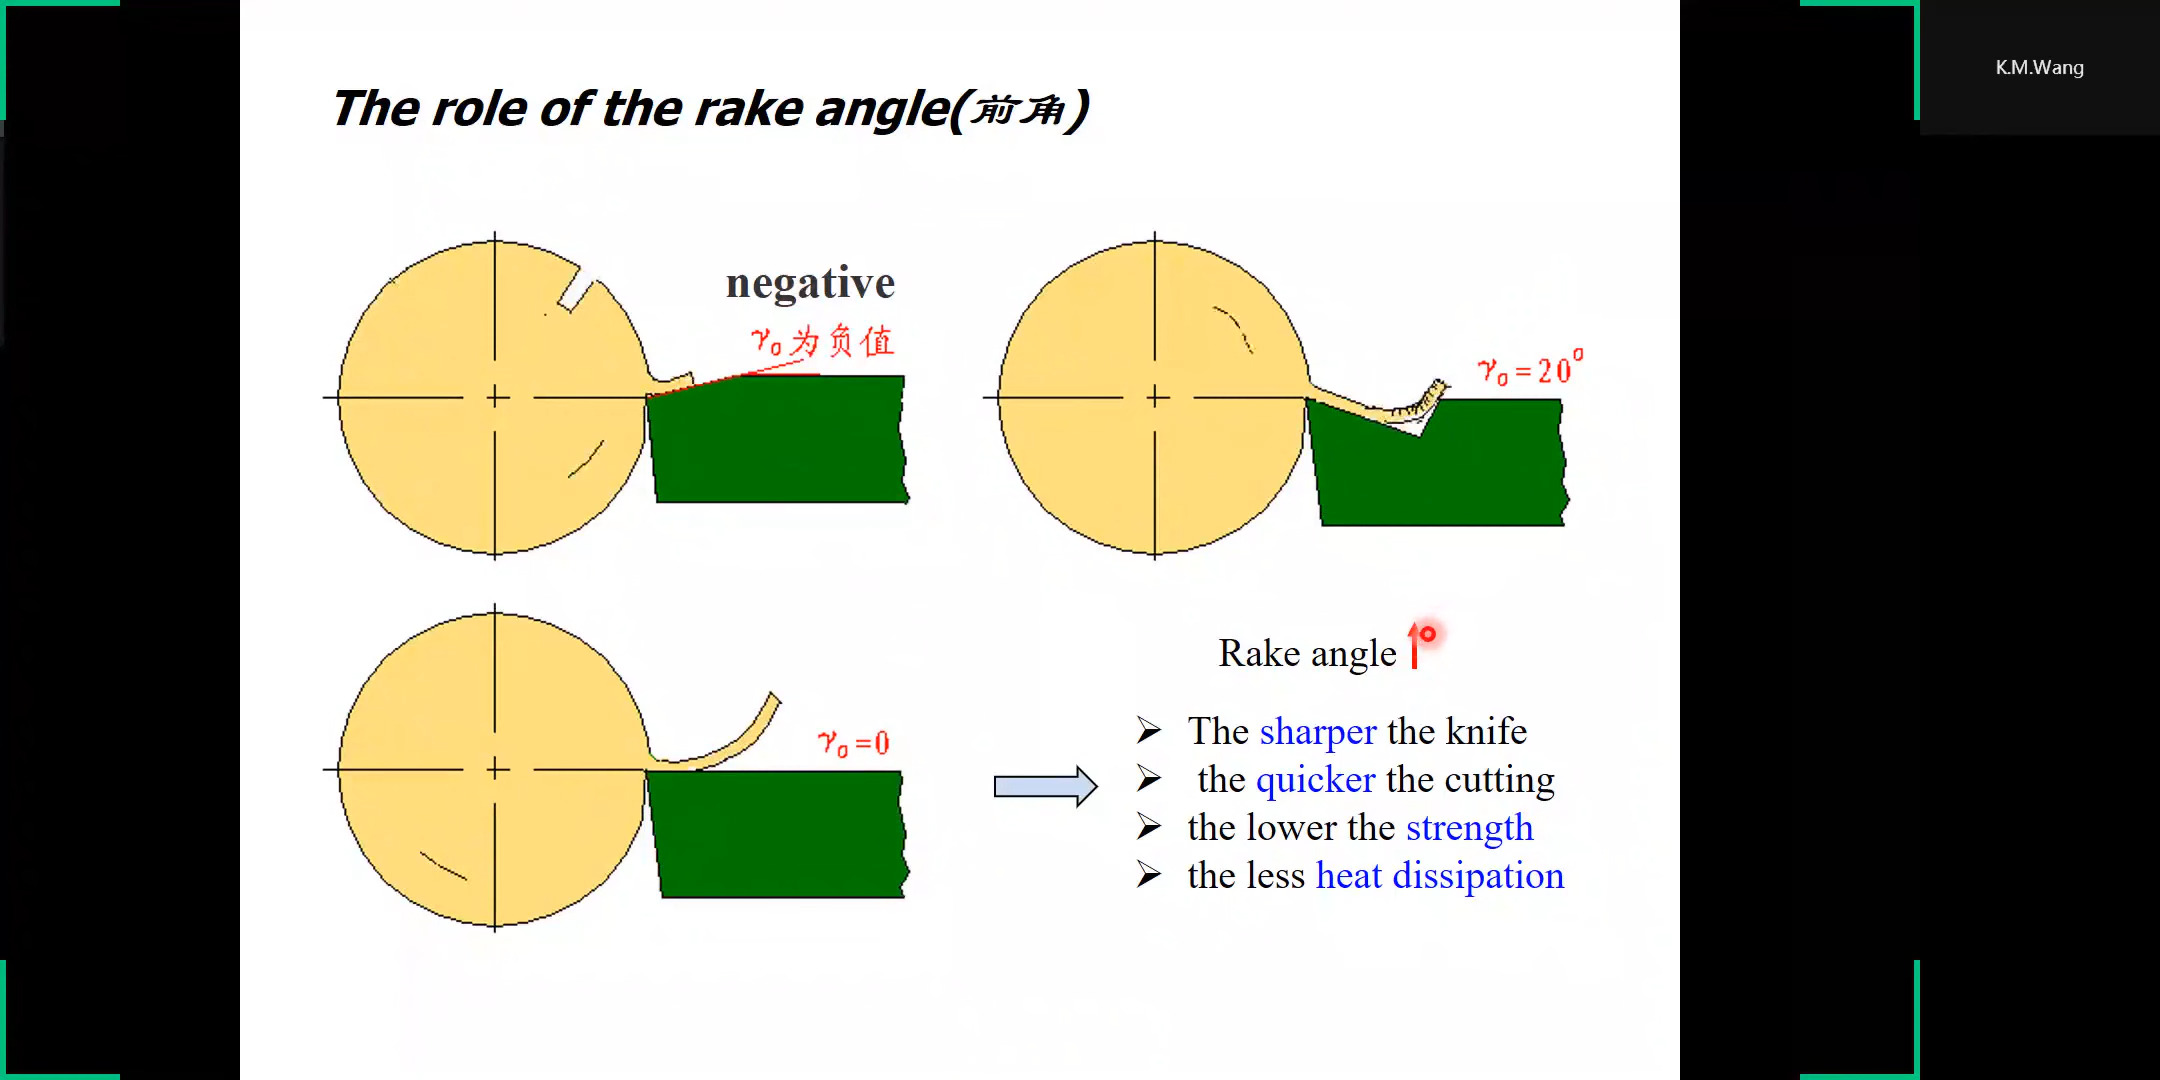 K.M.Wang
The role of the rake angle(前角)
negative
γo为负值
γo=20°
γo=0
Rake angle
The sharper the knife
the quicker the cutting
the lower the strength
the less heat dissipation